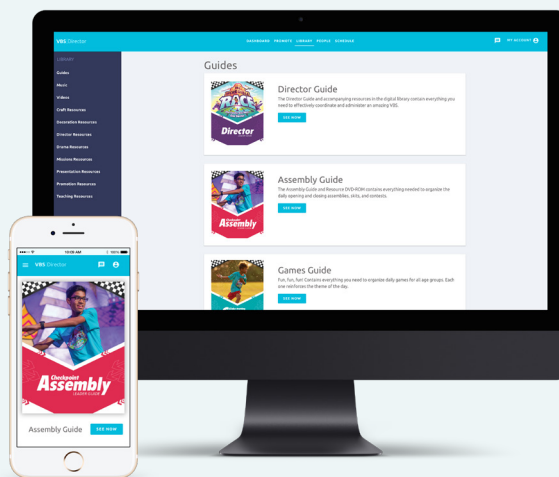 VBS Director
DASHBOARD PROMOTE LIBRARY PEOPLE SCHEDULE
MY ACCOUNT
LIBRARY
Guides
Music
Videos
Craft Resources
Decoration Resources
Director Resources
Drama Resources
Missions Resources
Presentation Resources
Promotion Resources
Teaching Resources
Guides
RACE
Director
Director Guide
The Director Guide and accompanying resources in the digital library contain everything you
need to effectively coordinate and administer an amazing VBS.
SEE NOW
Checkpoint
Assembly
Assembly Guide
The Assembly Guide and Resource DVD-ROM contains everything needed to organize the
daily opening and closing assemblies, skits, and contests.
SEE NOW
Games Guide
Fun, fun, fun! Contains everything you need to organize daily games for all age groups. Each
one reinforces the theme of the day.
SEE NOW
10:09 AM
VBS Director
Checkpoint
Assembly
LEADER GUIDE
Assembly Guide
SEE NOW